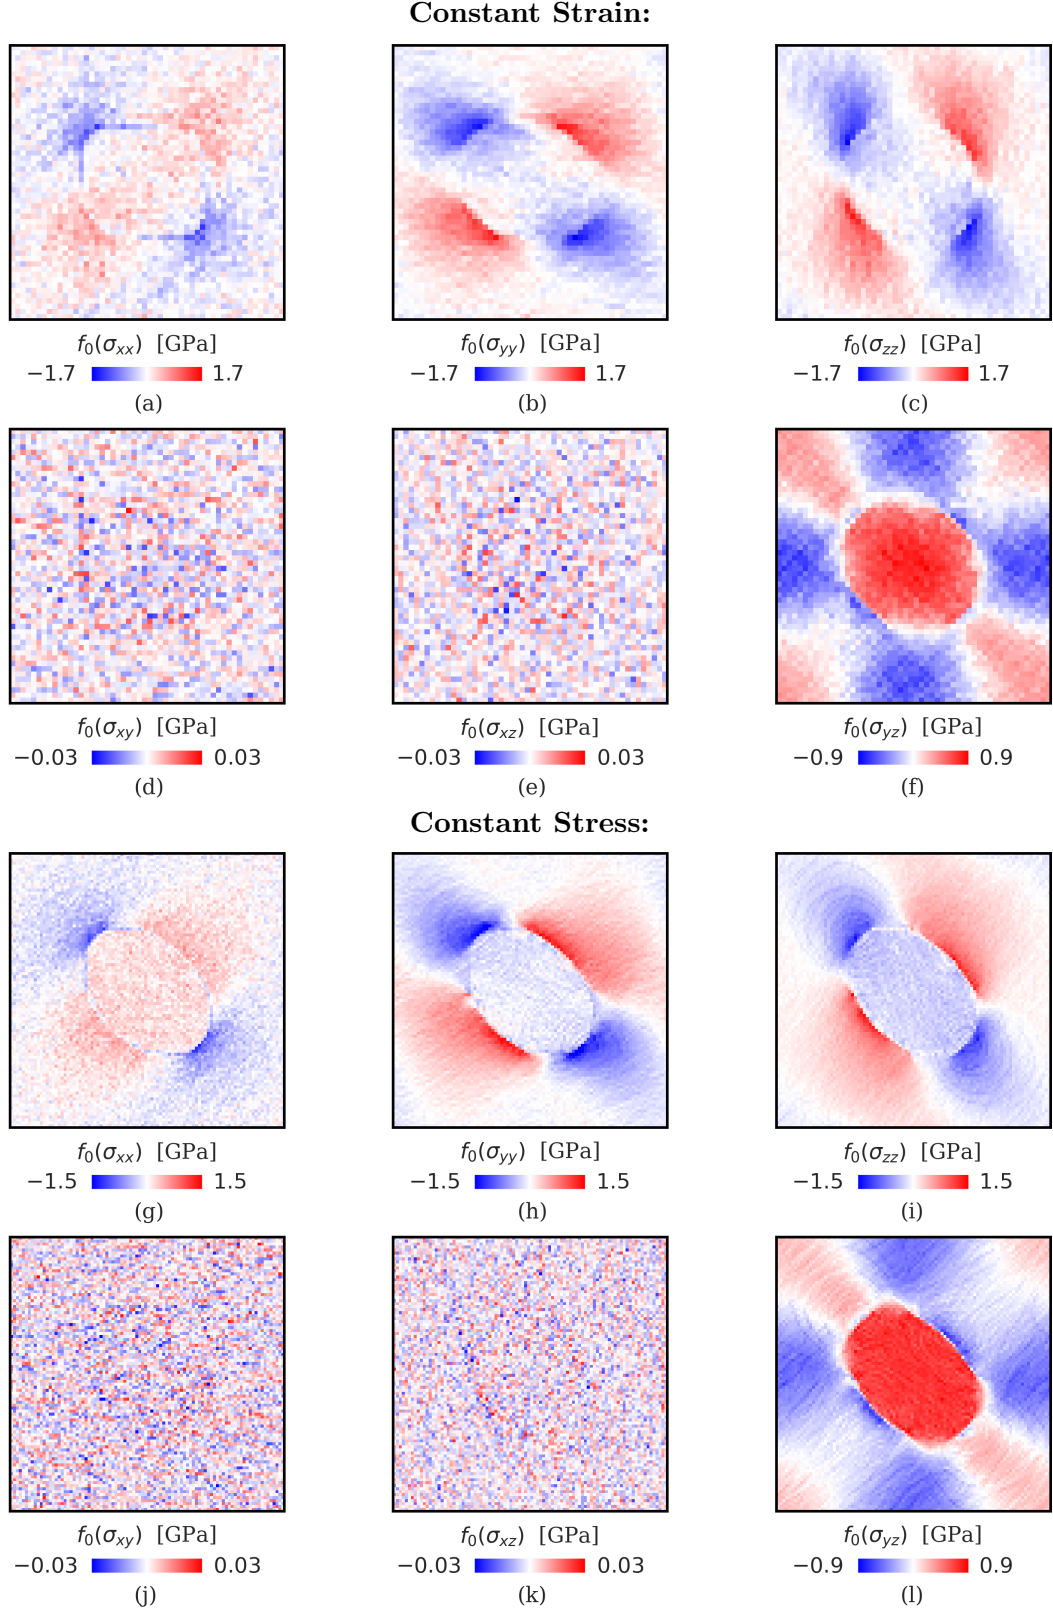 Constant Strain:
f₀(σₓₓ) [GPa] f₀(σyy) [GPa] f₀(σzz) [GPa]
−1.7 1.7 −1.7 1.7 −1.7 1.7
(a) (b) (c)
f₀(σxy) [GPa] f₀(σxz) [GPa] f₀(σyz) [GPa]
−0.03 0.03 −0.03 0.03 −0.9 0.9
(d) (e) (f)
Constant Stress:
f₀(σₓₓ) [GPa] f₀(σyy) [GPa] f₀(σzz) [GPa]
−1.5 1.5 −1.5 1.5 −1.5 1.5
(g) (h) (i)
f₀(σxy) [GPa] f₀(σxz) [GPa] f₀(σyz) [GPa]
−0.03 0.03 −0.03 0.03 −0.9 0.9
(j) (k) (l)